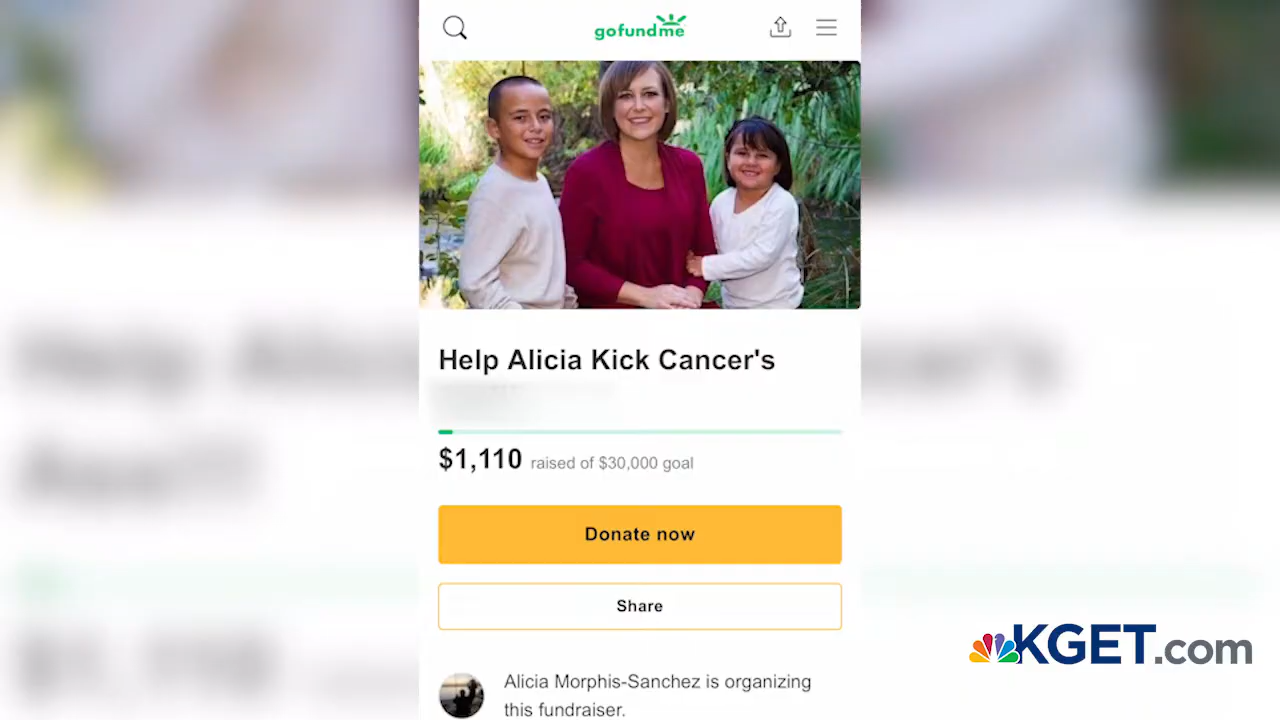 gofundme
Help Alicia Kick Cancer's
$1,110 raised of $30,000 goal
Donate now
Share
Alicia Morphis-Sanchez is organizing
this fundraiser.
KGET.com